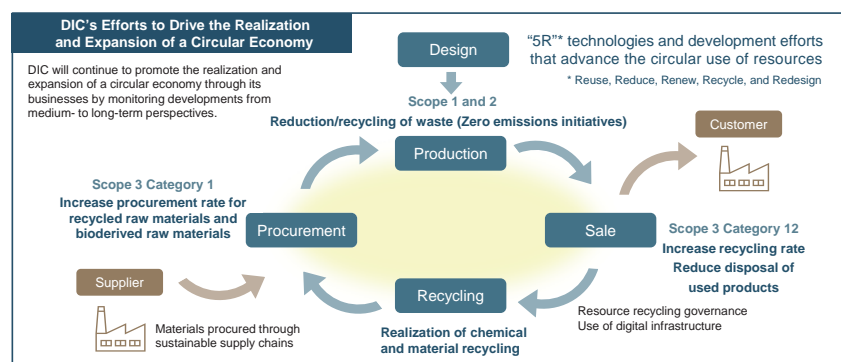 DIC's Efforts to Drive the Realization
and Expansion of a Circular Economy
DIC will continue to promote the realization and
expansion of a circular economy through its
businesses by monitoring developments from
medium- to long-term perspectives.
Design
“5R”* technologies and development efforts
that advance the circular use of resources
* Reuse, Reduce, Renew, Recycle, and Redesign
Scope 1 and 2
Reduction/recycling of waste (Zero emissions initiatives)
Production
Customer
Scope 3 Category 1
Increase procurement rate for
recycled raw materials and
bioderived raw materials
Procurement
Sale
Scope 3 Category 12
Increase recycling rate
Reduce disposal of
used products
Supplier
Recycling
Resource recycling governance
Use of digital infrastructure
Materials procured through
sustainable supply chains
Realization of chemical
and material recycling